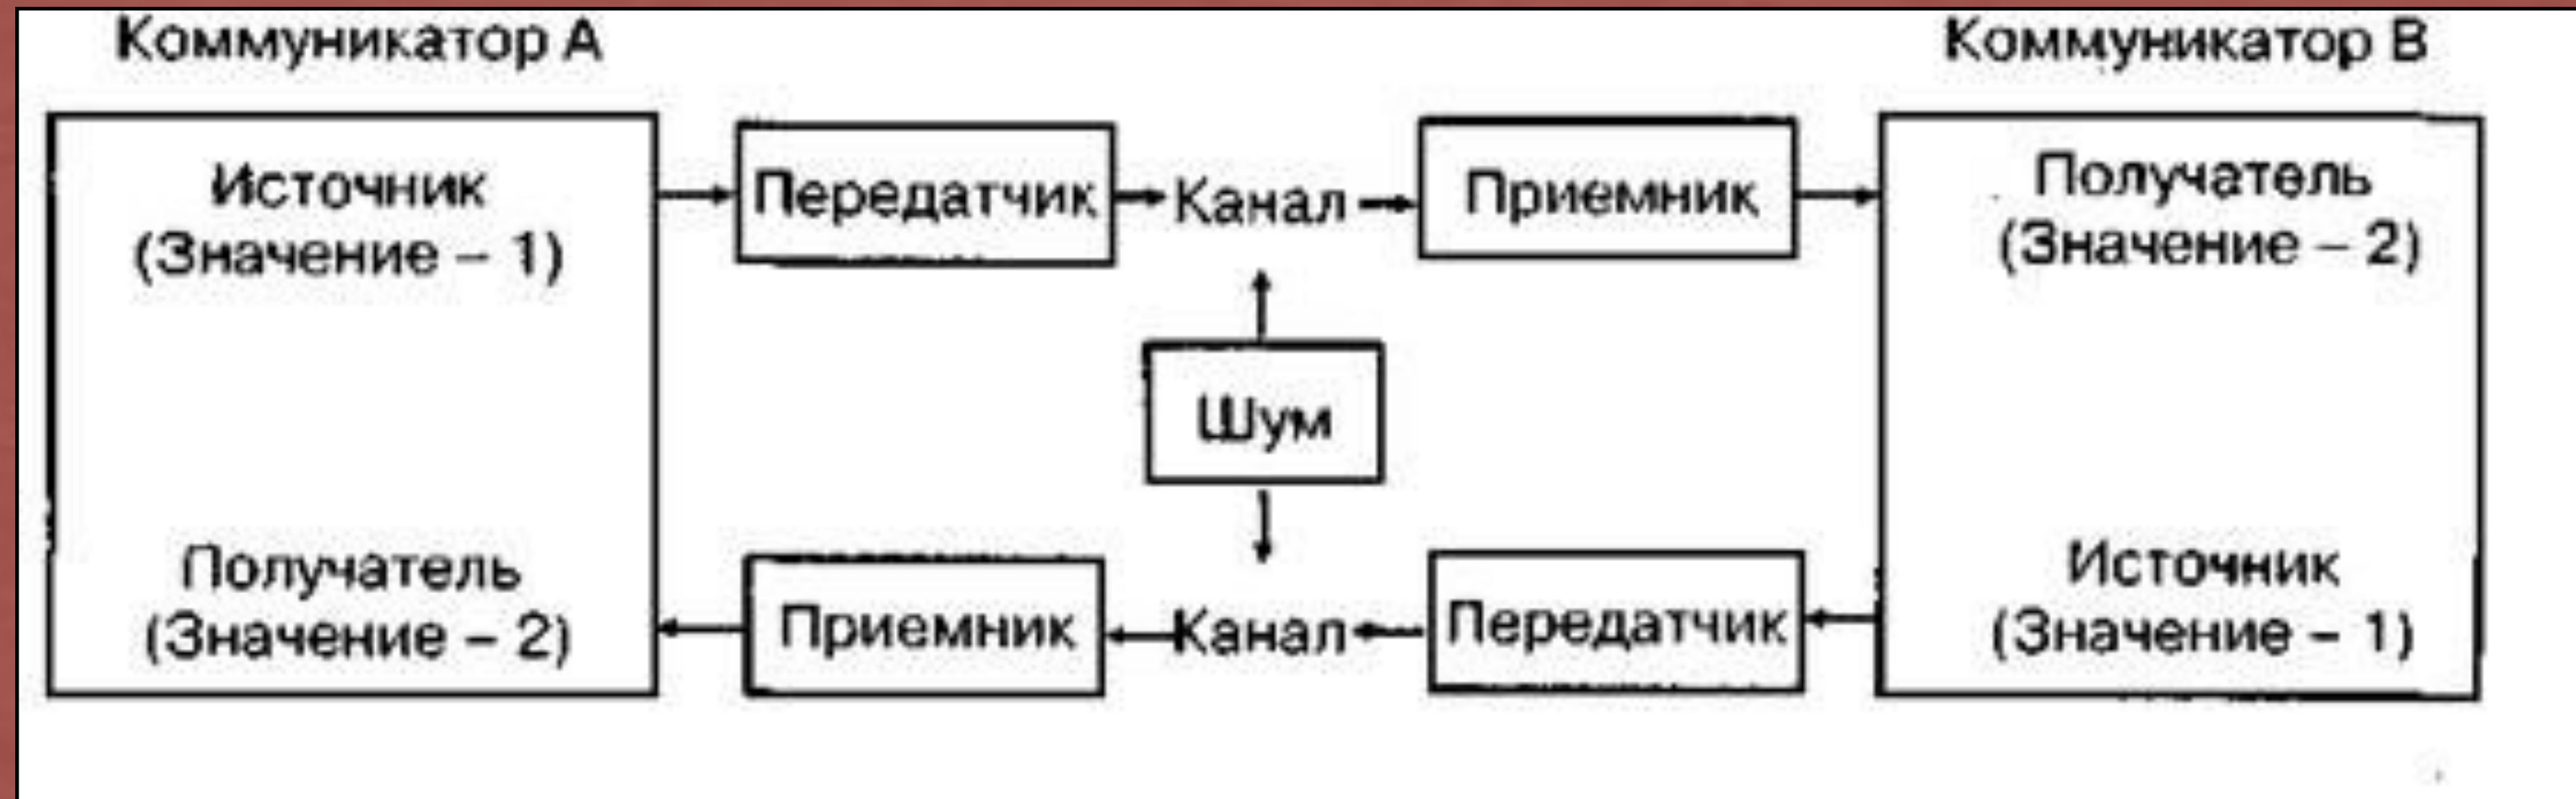 Коммуникатор А
Коммуникатор В
Источник
(Значение – 1)
Передатчик
Канал
Приемник
Получатель
(Значение – 2)
Шум
Получатель
(Значение – 2)
Приемник
Канал
Передатчик
Источник
(Значение – 1)